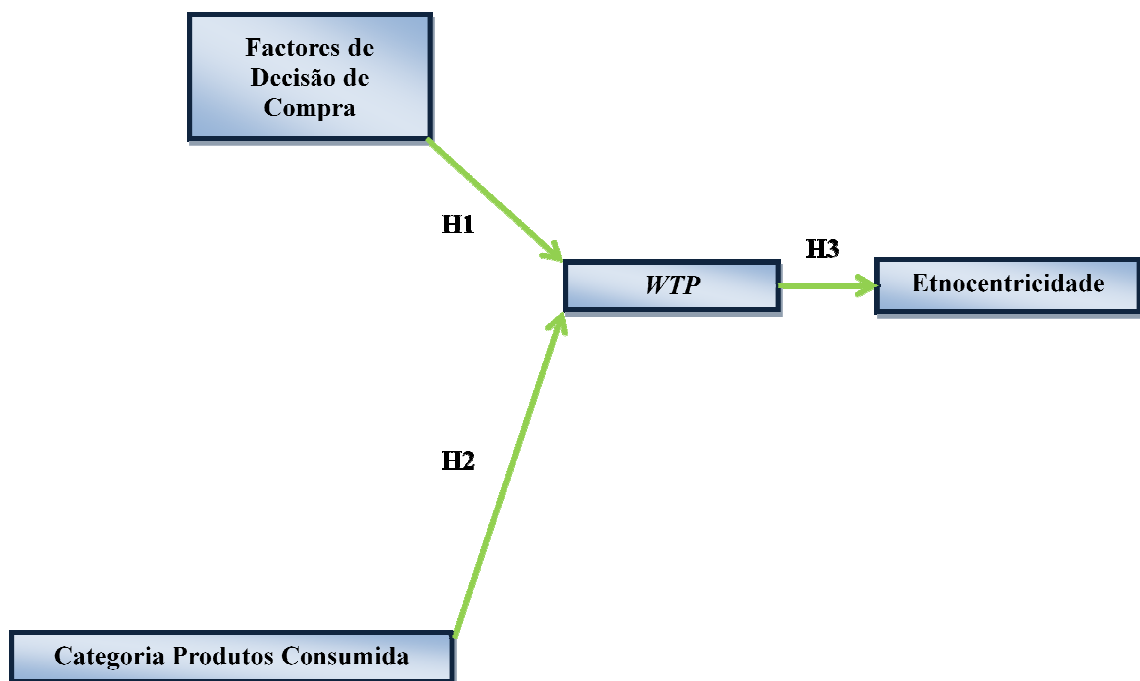 Factores de
Decisão de
Compra
H1
WTP
H3
Etnocentricidade
H2
Categoria Produtos Consumida